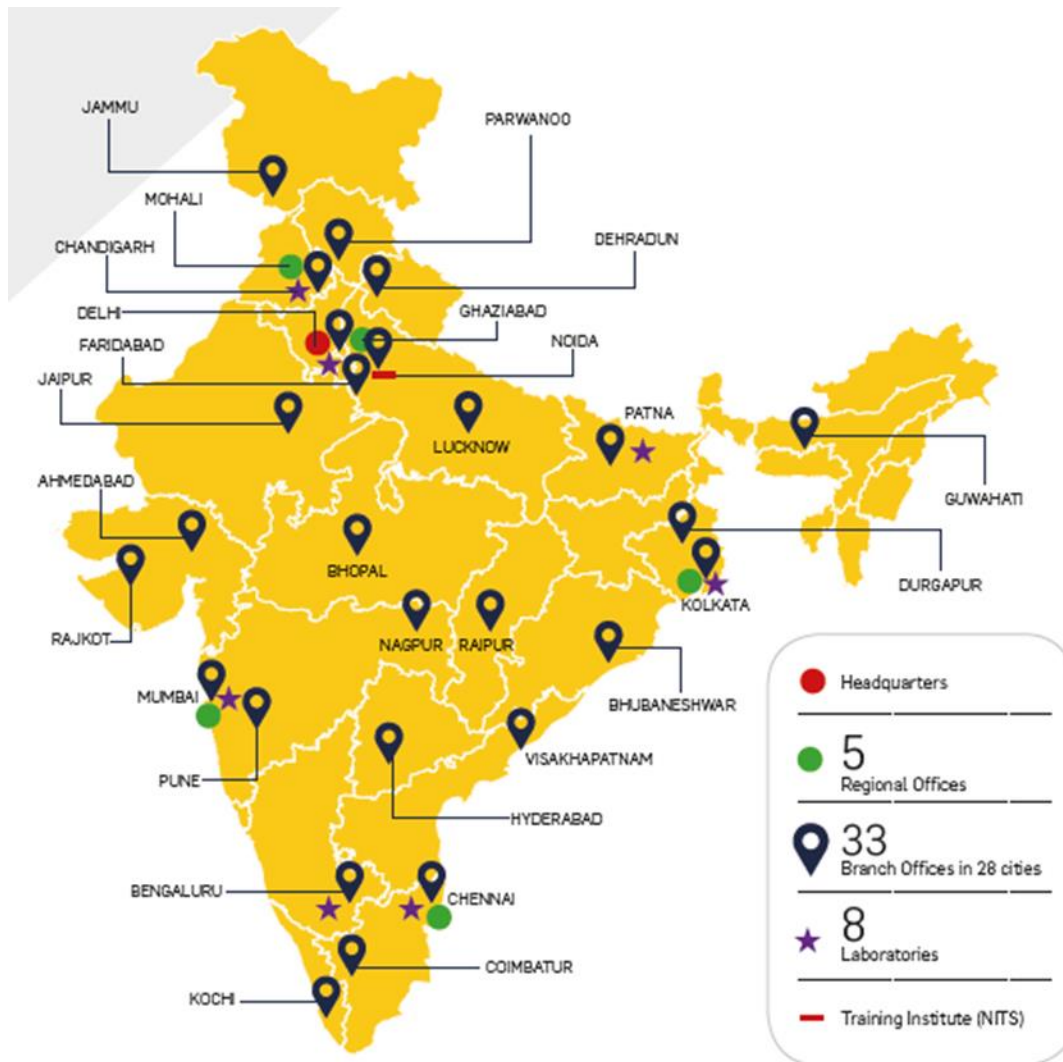 JAMMU
PARWANOO
MOHALI
CHANDIGARH
DEHRADUN
DELHI
GHAZIABAD
FARIDABAD
NOIDA
JAIPUR
PATNA
LUCKNOW
AHMEDABAD
GUWAHATI
BHOPAL
DURGAPUR
KOLKATA
RAJKOT
NAGPUR
RAIPUR
MUMBAI
BHUBANESHWAR
VISAKHAPATNAM
PUNE
HYDERABAD
BENGALURU
CHENNAI
COIMBATUR
KOCHI
Headquarters
5
Regional Offices
33
Branch Offices in 28 cities
8
Laboratories
Training Institute (NITS)